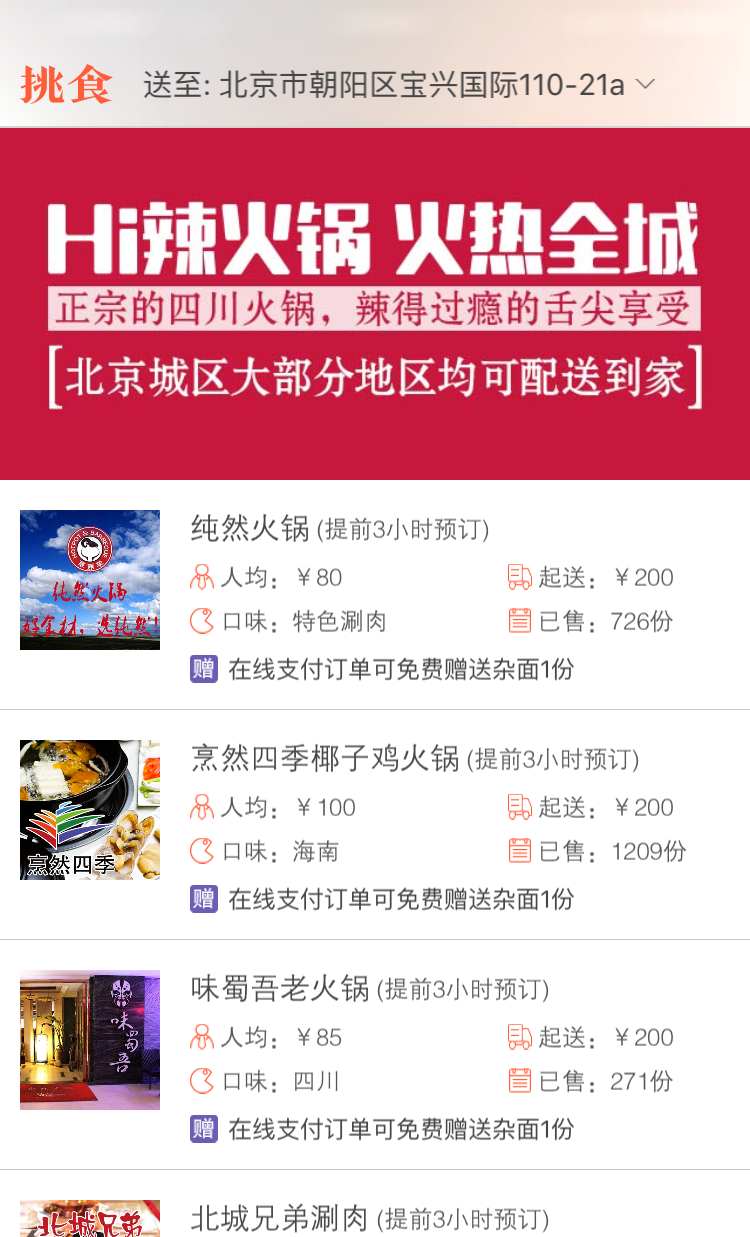 挑食 送至: 北京市朝阳区宝兴国际110-21a
Hi辣火锅 火热全城
正宗的四川火锅，辣得过瘾的舌尖享受
[北京城区大部分地区均可配送到家]
HOTPOT & BARBECUE
纯然火锅
好食材，选纯然!
纯然火锅 (提前3小时预订)
人均：￥80 起送：￥200
口味：特色涮肉 已售：726份
赠 在线支付订单可免费赠送杂面1份
烹然四季
烹然四季椰子鸡火锅 (提前3小时预订)
人均：￥100 起送：￥200
口味：海南 已售：1209份
赠 在线支付订单可免费赠送杂面1份
味蜀吾
味蜀吾老火锅 (提前3小时预订)
人均：￥85 起送：￥200
口味：四川 已售：271份
赠 在线支付订单可免费赠送杂面1份
北城兄弟
北城兄弟涮肉 (提前3小时预订)